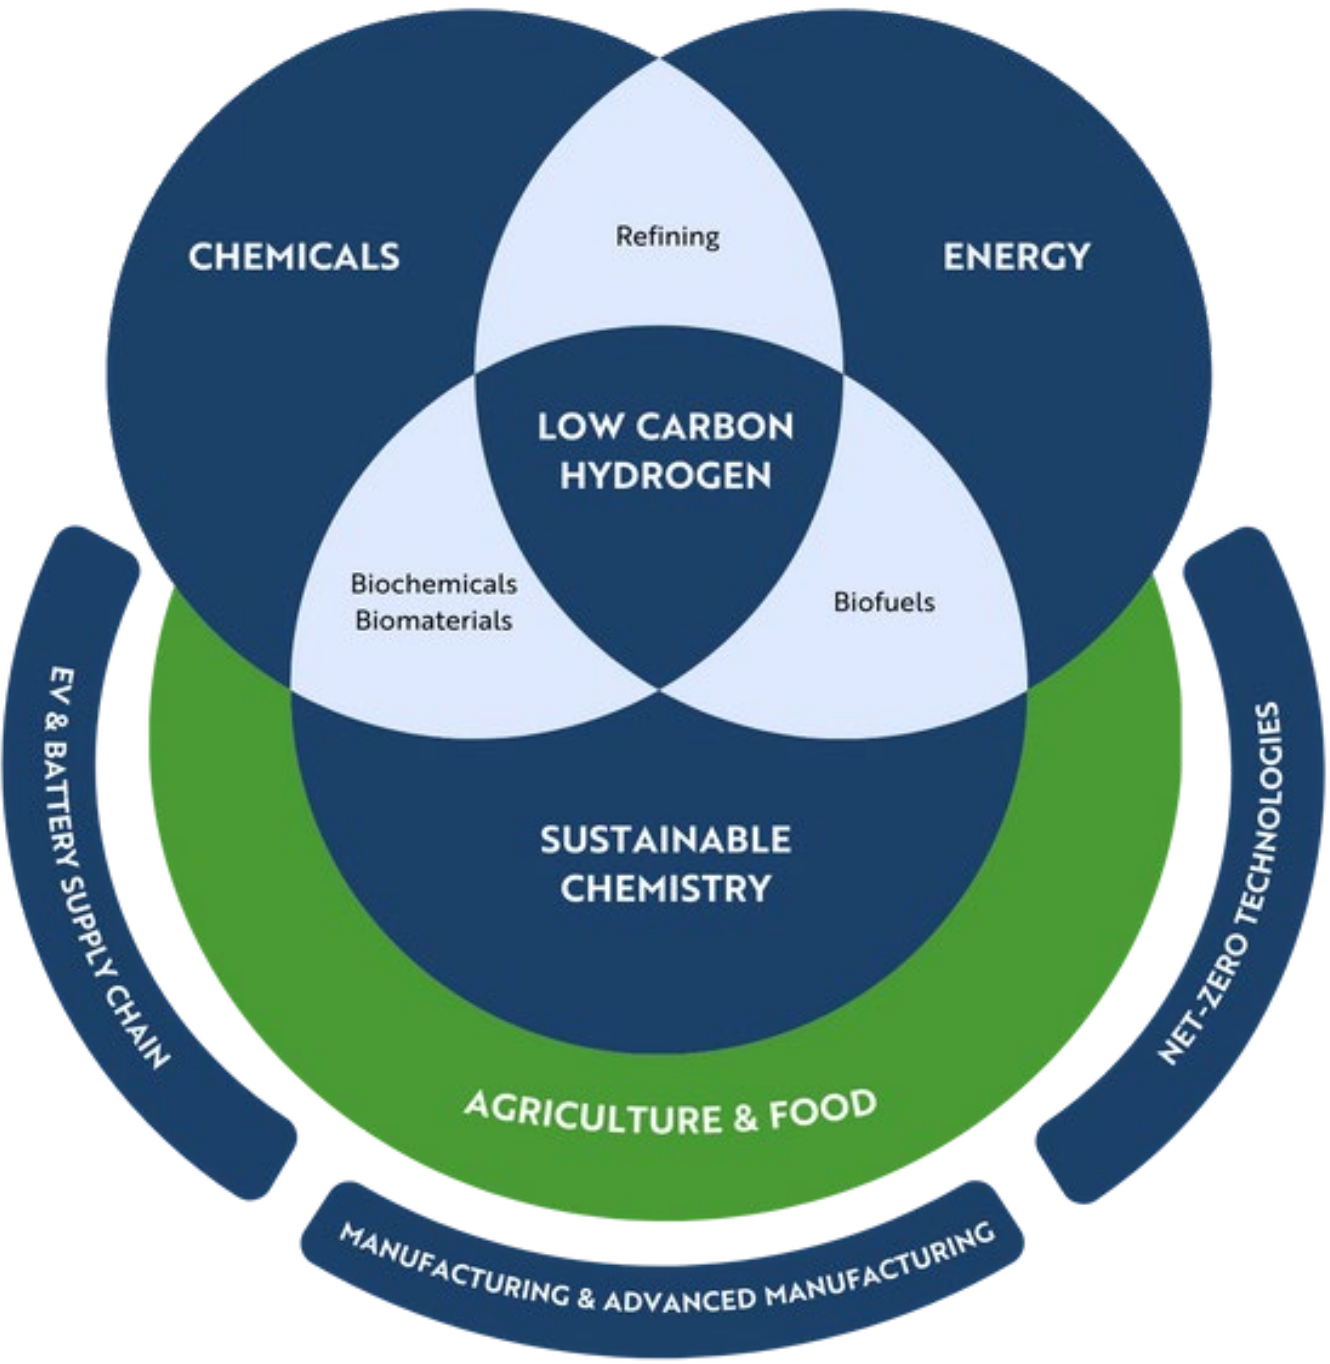 Refining
CHEMICALS
ENERGY
LOW CARBON
HYDROGEN
Biochemicals
Biomaterials
Biofuels
EV & BATTERY SUPPLY CHAIN
NET-ZERO TECHNOLOGIES
SUSTAINABLE
CHEMISTRY
AGRICULTURE & FOOD
MANUFACTURING & ADVANCED MANUFACTURING